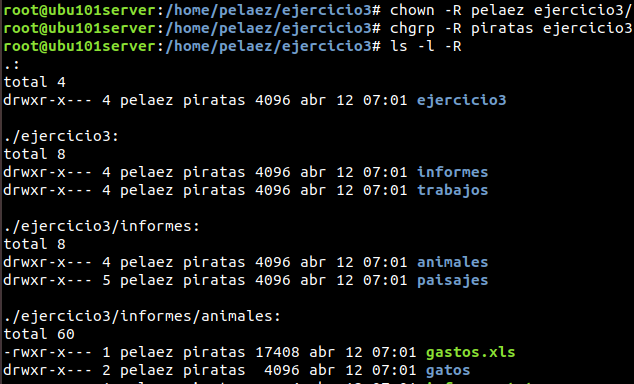 root@ubu101server:/home/pelaez/ejercicio3# chown -R pelaez ejercicio3/
root@ubu101server:/home/pelaez/ejercicio3# chgrp -R piratas ejercicio3
root@ubu101server:/home/pelaez/ejercicio3# ls -l -R
.:
total 4
drwxr-x--- 4 pelaez piratas 4096 abr 12 07:01 ejercicio3
./ejercicio3:
total 8
drwxr-x--- 4 pelaez piratas 4096 abr 12 07:01 informes
drwxr-x--- 4 pelaez piratas 4096 abr 12 07:01 trabajos
./ejercicio3/informes:
total 8
drwxr-x--- 4 pelaez piratas 4096 abr 12 07:01 animales
drwxr-x--- 5 pelaez piratas 4096 abr 12 07:01 paisajes
./ejercicio3/informes/animales:
total 60
-rwxr-x--- 1 pelaez piratas 17408 abr 12 07:01 gastos.xls
drwxr-x--- 2 pelaez piratas  4096 abr 12 07:01 gatos